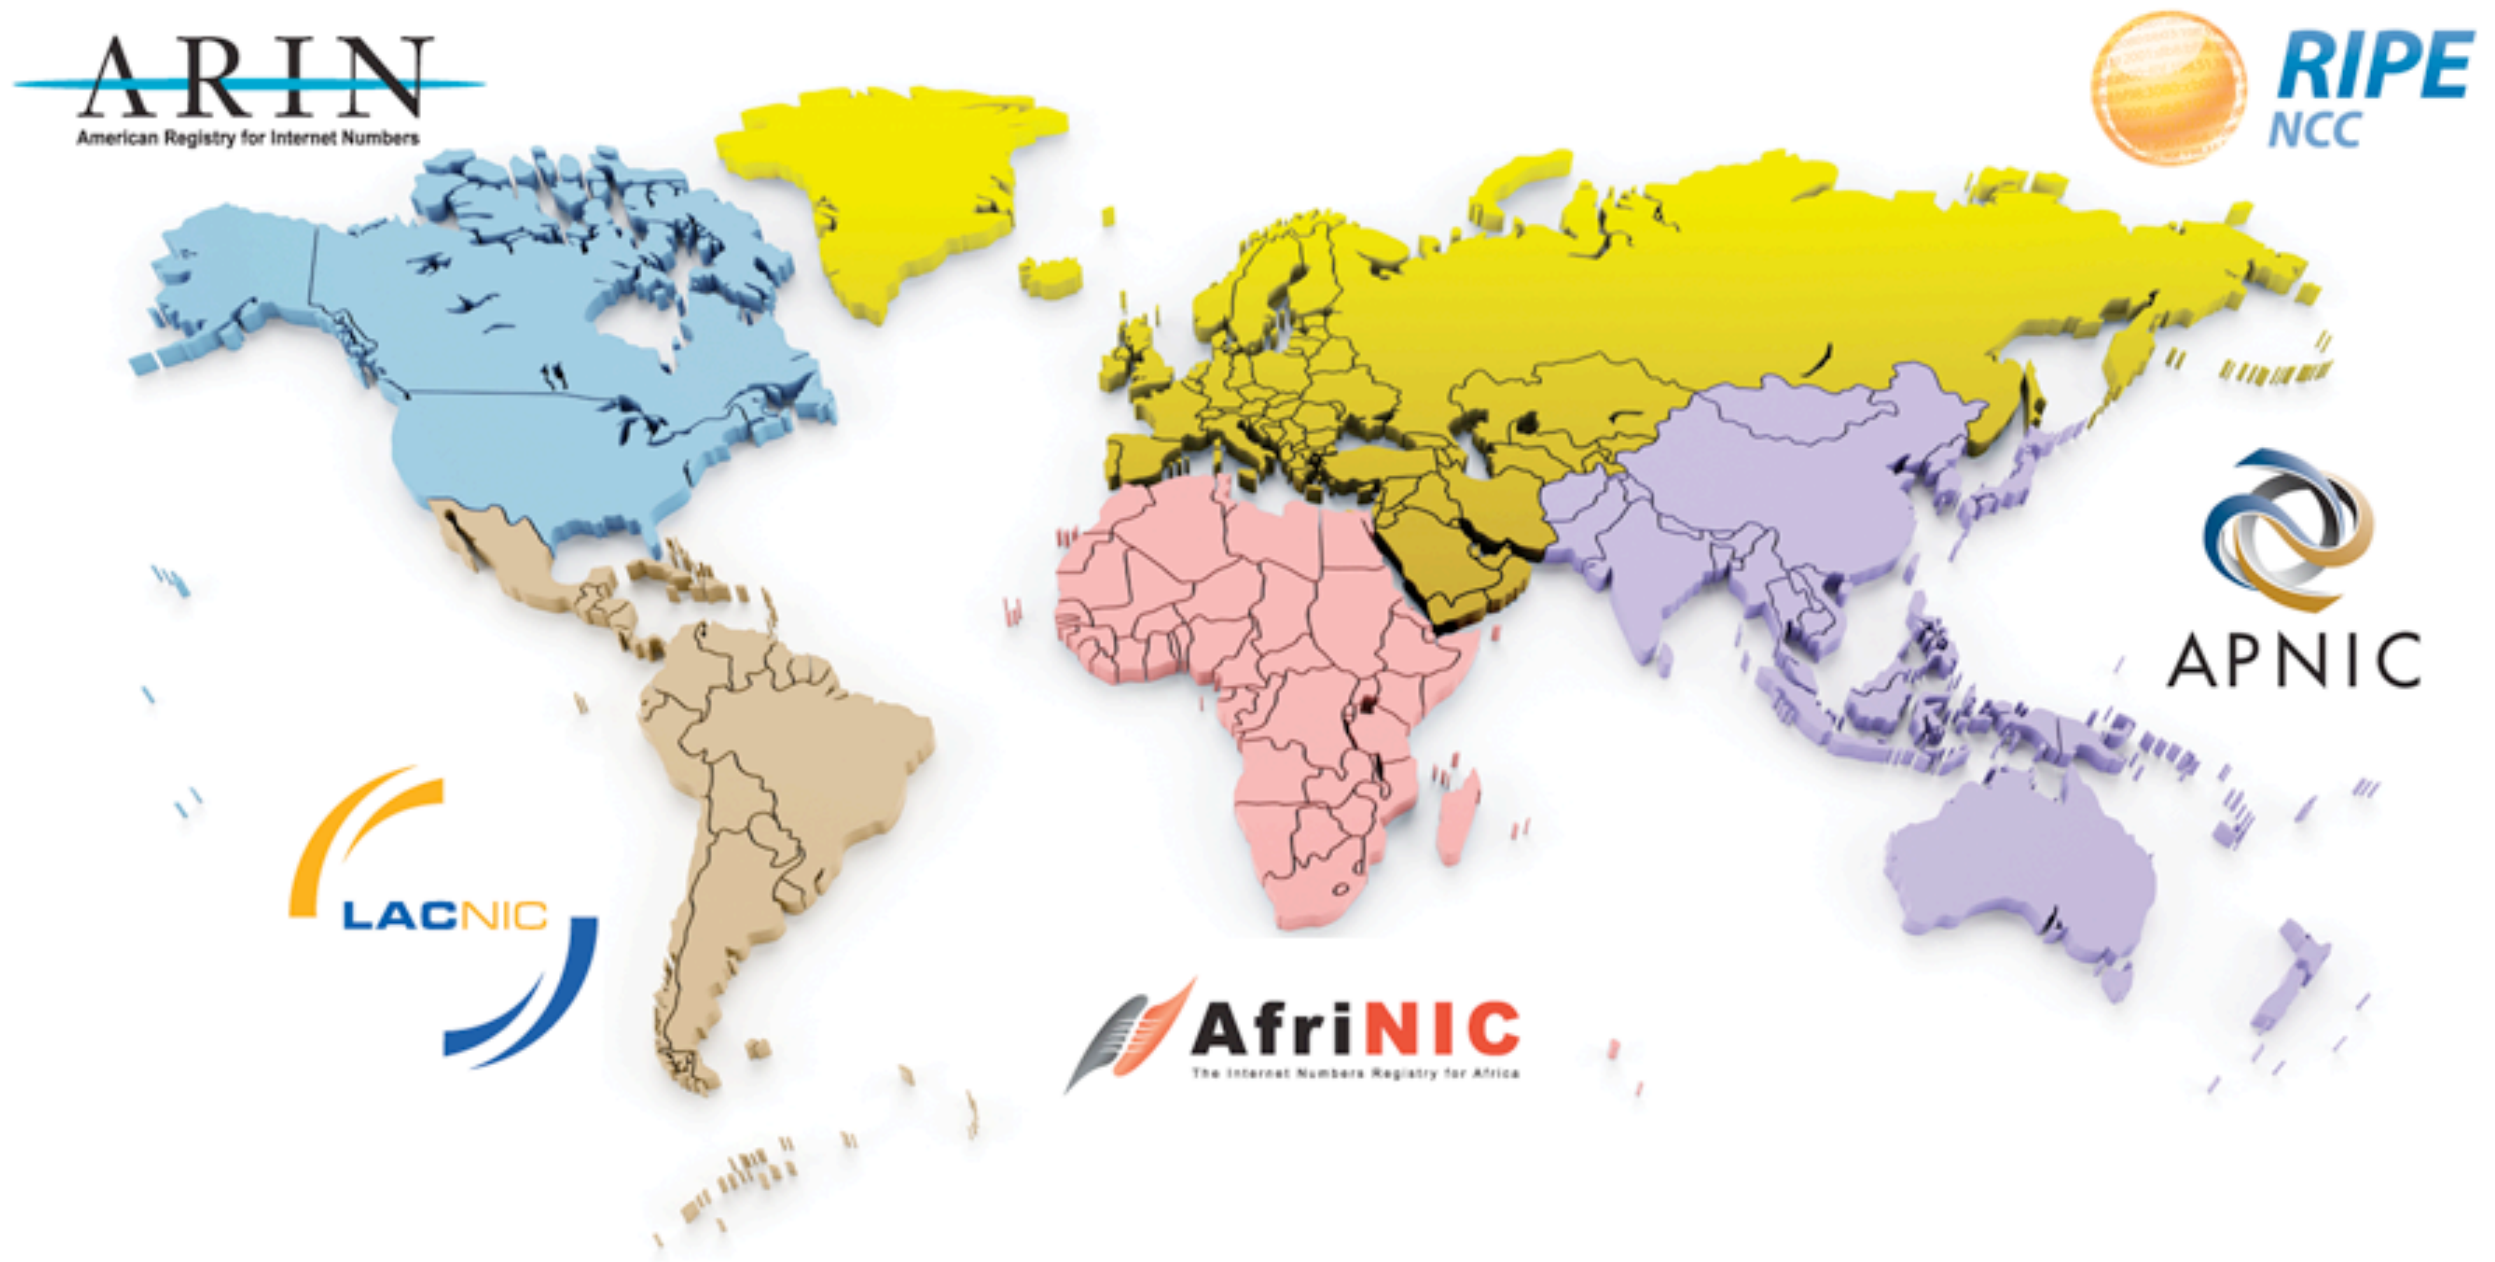 ARIN
American Registry for Internet Numbers
RIPE
NCC
APNIC
LACNIC
AfriNIC
The Internet Numbers Registry for Africa